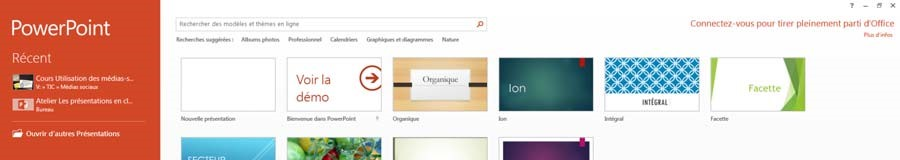 PowerPoint
Récent
Cours Utilisation des médias-s...
V: » TIC » Médias sociaux
Atelier Les présentations en cl...
Bureau
Ouvrir d'autres Présentations
Rechercher des modèles et thèmes en ligne
Recherches suggérées : Albums photos Professionnel Calendriers Graphiques et diagrammes Nature
Connectez-vous pour tirer pleinement parti d'Office
Plus d'infos
Voir la
démo
Organique
Ion
INTÉGRAL
Facette
Nouvelle présentation
Bienvenue dans PowerPoint
Organique
Ion
Intégral
Facette
SECTEUR